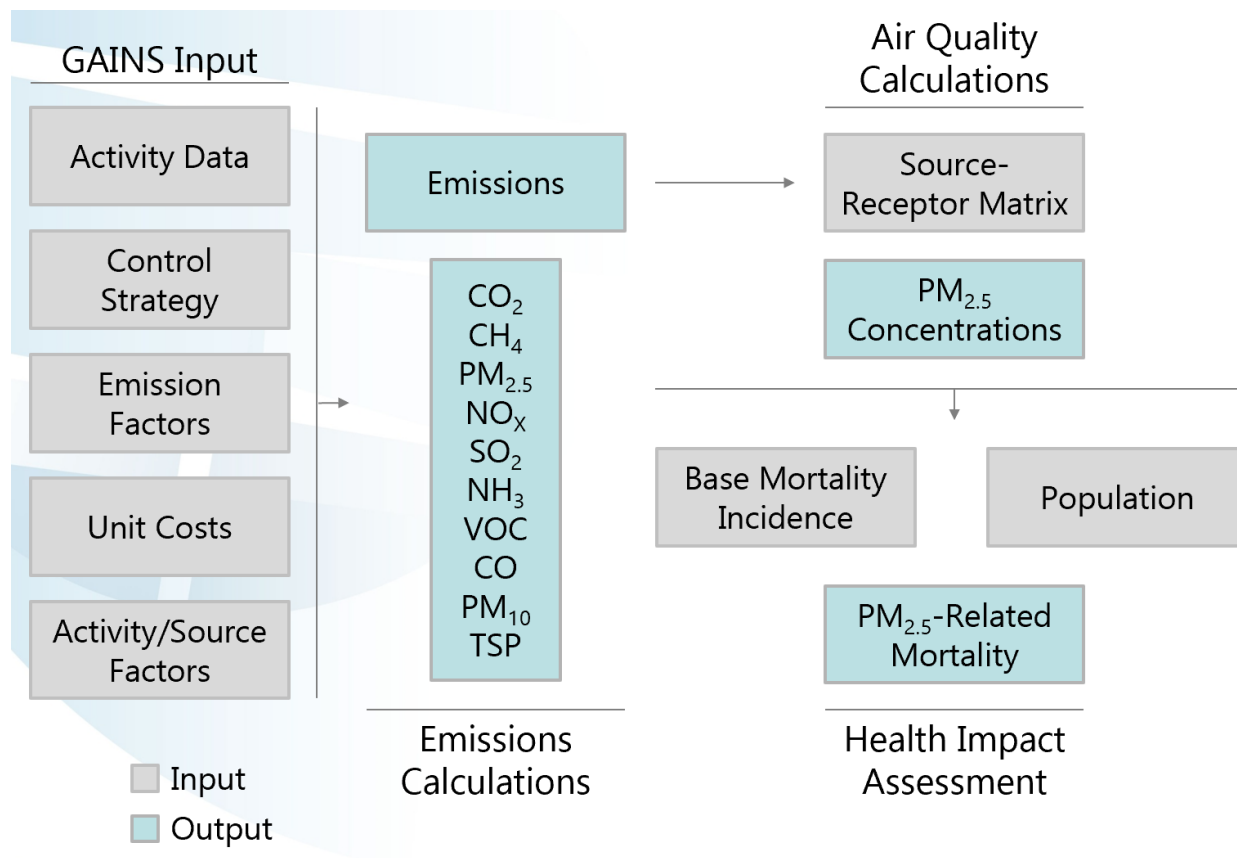 GAINS Input
Activity Data
Control
Strategy
Emission
Factors
Unit Costs
Activity/Source
Factors
Input
Output
Emissions
CO₂
CH₄
PM₂.₅
NOₓ
SO₂
NH₃
VOC
CO
PM₁₀
TSP
Emissions
Calculations
Air Quality
Calculations
Source-
Receptor Matrix
PM₂.₅
Concentrations
Base Mortality
Incidence
Population
PM₂.₅-Related
Mortality
Health Impact
Assessment